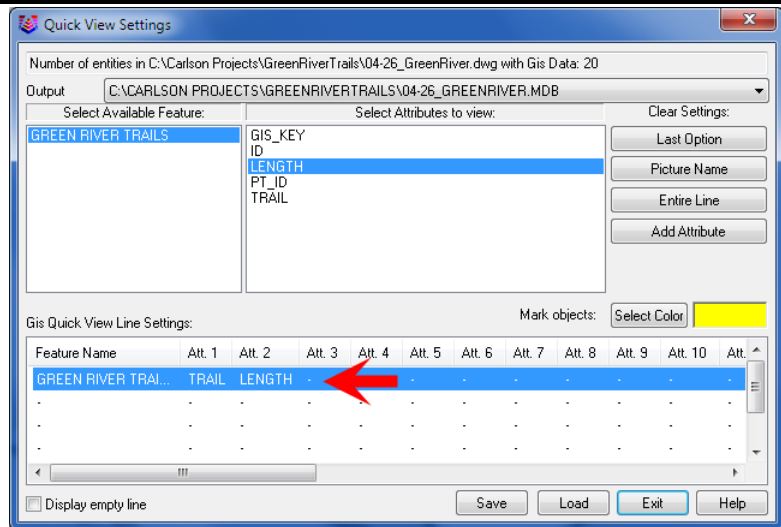 Quick View Settings
Number of entities in C:\Carlson Projects\GreenRiverTrails\04-26_GreenRiver.dwg with Gis Data: 20
Output C:\CARLSON PROJECTS\GREENRIVERTRAILS\04-26_GREENRIVER.MDB
Select Available Feature: Select Attributes to view: Clear Settings:
GREEN RIVER TRAILS
GIS_KEY
ID
LENGTH
PT_ID
TRAIL
Last Option
Picture Name
Entire Line
Add Attribute
Gis Quick View Line Settings: Mark objects: Select Color
Feature Name Att. 1 Att. 2 Att. 3 Att. 4 Att. 5 Att. 6 Att. 7 Att. 8 Att. 9 Att. 10 Att.
GREEN RIVER TRAI... TRAIL LENGTH - - - - - - - -
- - - - - - - - - - - -
- - - - - - - - - - - -
- - - - - - - - - - - -
Display empty line Save Load Exit Help